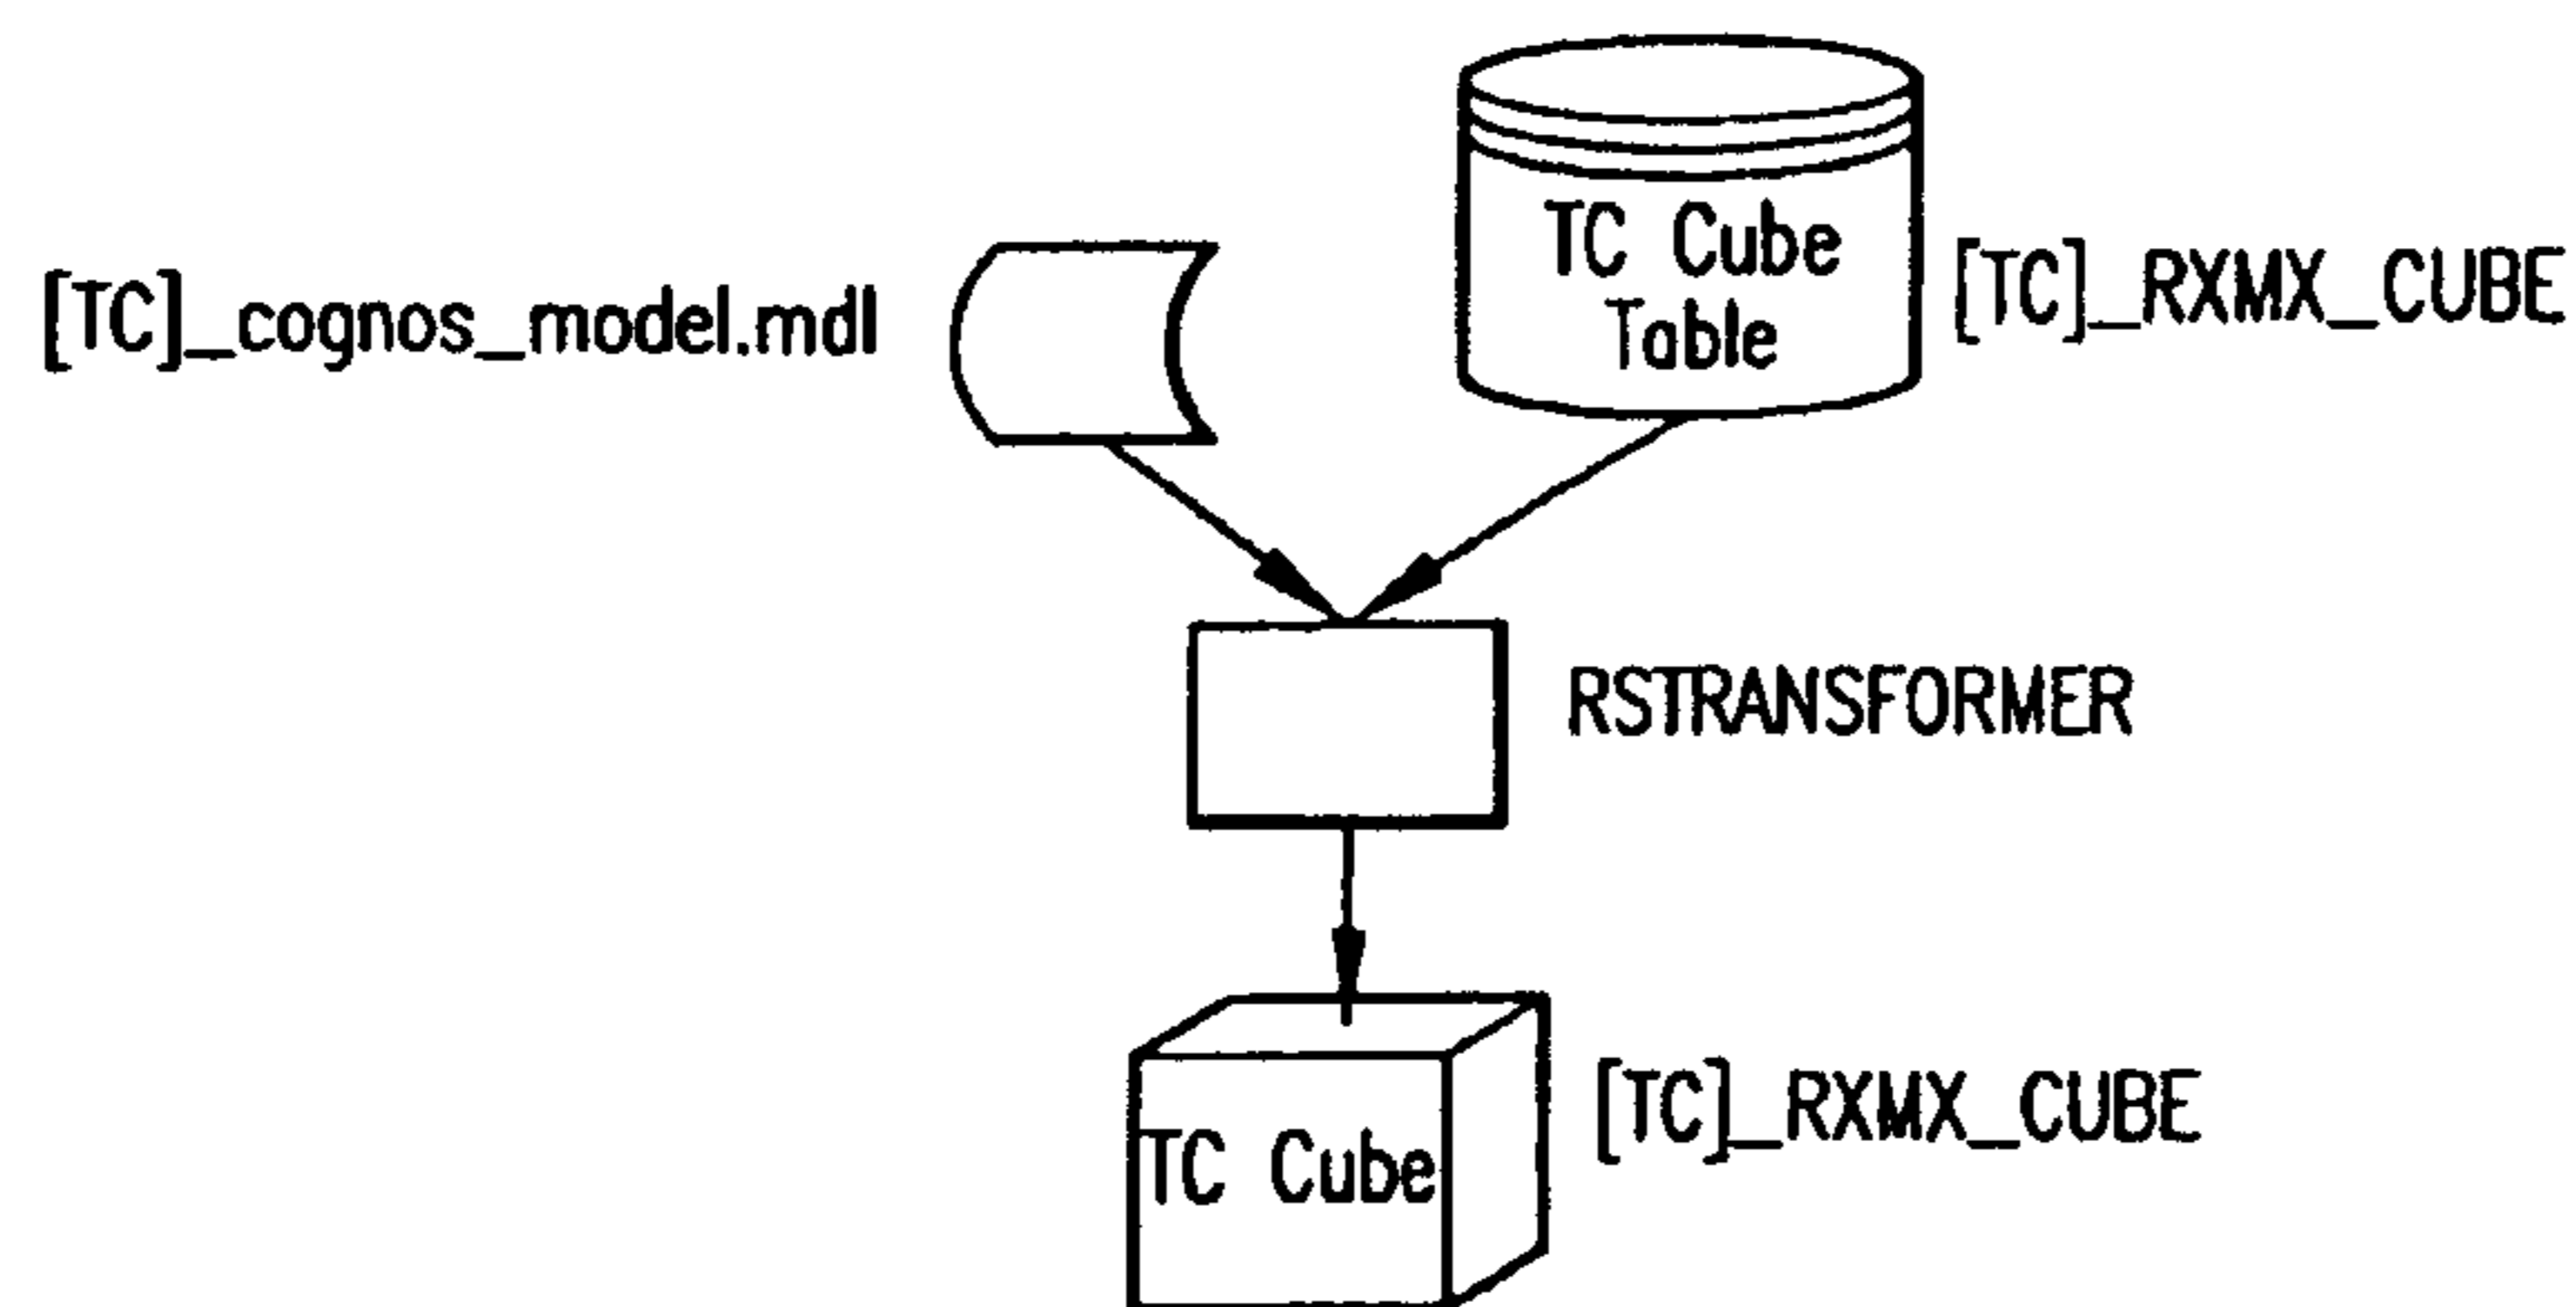 TC Cube
Table
[TC]_RXMX_CUBE
[TC]_cognos_model.mdl
RSTRANSFORMER
TC Cube
[TC]_RXMX_CUBE